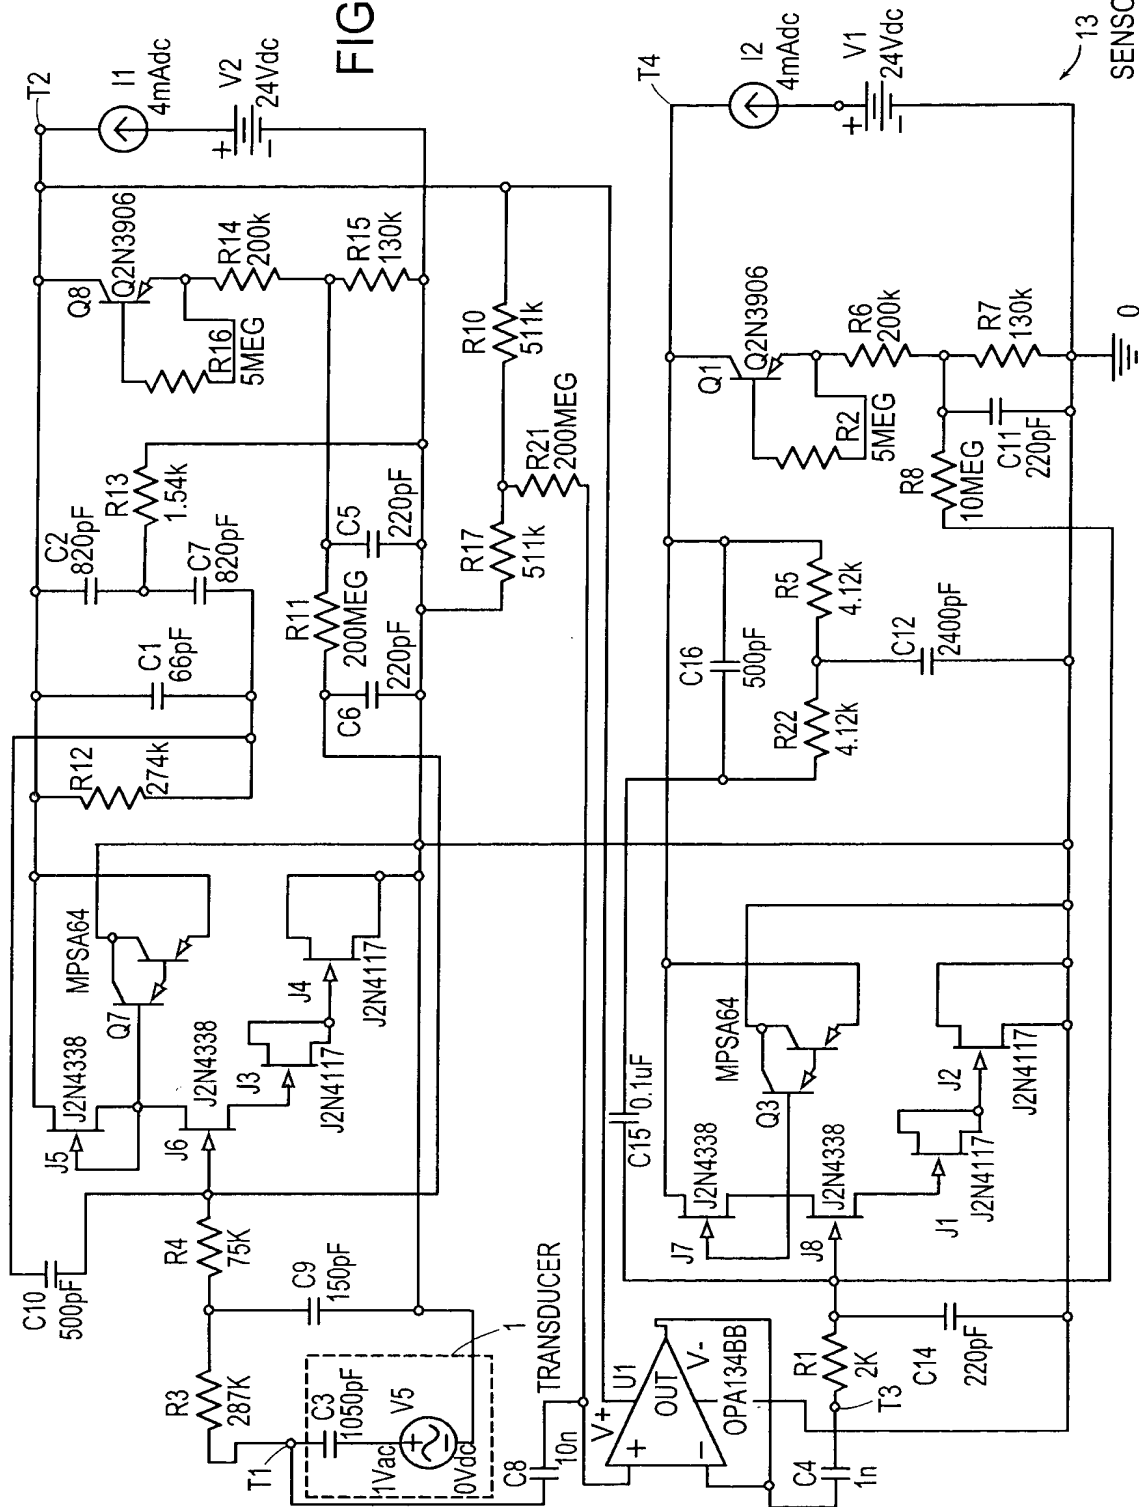 FIG
T2
I1
4mAdc
V2
24Vdc
+
-
Q8
Q2N3906
R14
200k
R15
130k
R16
5MEG
C2
820pF
R13
1.54k
C7
820pF
C1
66pF
R12
274k
R11
200MEG
C5
220pF
C6
220pF
R10
511k
R17
511k
R21
200MEG
MPSA64
Q7
J5
J2N4338
J6
J2N4338
J3
J2N4117
J4
J2N4117
C10
500pF
R4
75K
C9
150pF
R3
287K
T1
C3
1050pF
V5
1Vac
0Vdc
+
-
1
TRANSDUCER
C8
10n
U1
V+
OUT
V-
+
-
OPA134BB
C4
1n
T3
R1
2K
C14
220pF
C15
0.1uF
J7
J2N4338
J8
J2N4338
Q3
MPSA64
J1
J2N4117
J2
J2N4117
C16
500pF
R5
4.12k
R22
4.12k
C12
2400pF
Q1
Q2N3906
R2
5MEG
R6
200k
R7
130k
R8
10MEG
C11
220pF
T4
I2
4mAdc
V1
24Vdc
+
-
0
13
SENSO